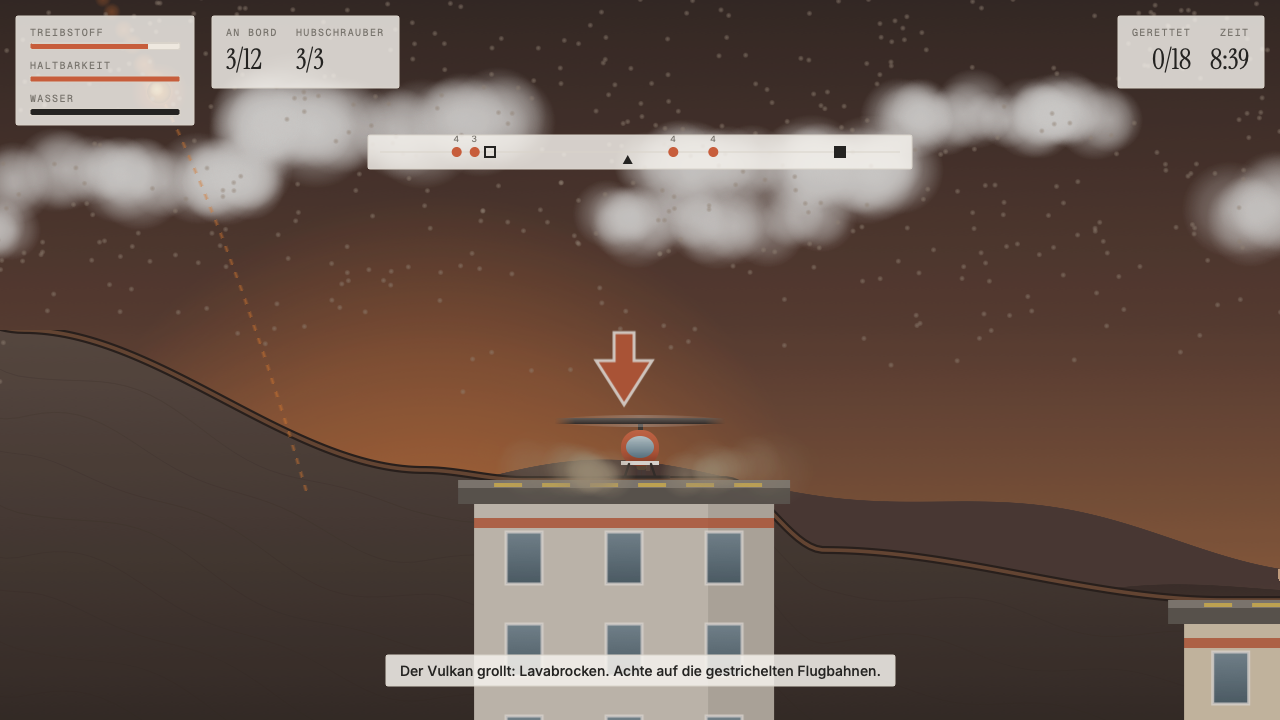 TREIBSTOFF
HALTBARKEIT
WASSER
AN BORD HUBSCHRAUBER
3/12 3/3
GERETTET ZEIT
0/18 8:39
4 3 4 4
Der Vulkan grollt: Lavabrocken. Achte auf die gestrichelten Flugbahnen.